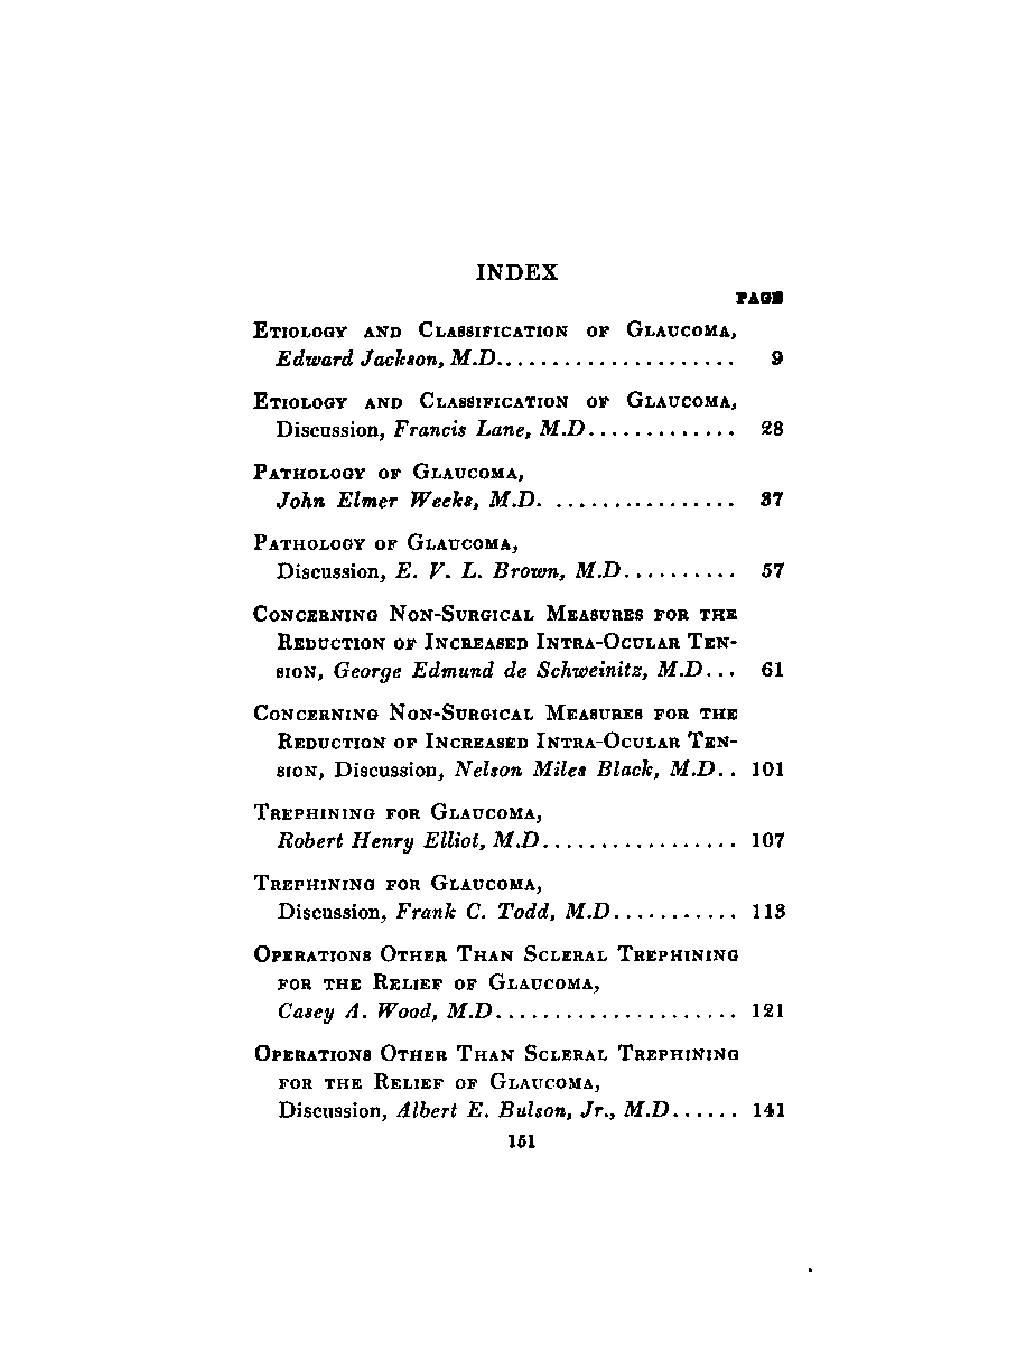 INDEX
PAGE
ETIOLOGY AND CLASSIFICATION OF GLAUCOMA,
Edward Jackson, M.D..................... 9
ETIOLOGY AND CLASSIFICATION OF GLAUCOMA,
Discussion, Francis Lane, M.D............. 28
PATHOLOGY OF GLAUCOMA,
John Elmer Weeks, M.D. ................ 37
PATHOLOGY OF GLAUCOMA,
Discussion, E. V. L. Brown, M.D.......... 57
CONCERNING NON-SURGICAL MEASURES FOR THE
REDUCTION OF INCREASED INTRA-OCULAR TEN-
SION, George Edmund de Schweinitz, M.D... 61
CONCERNING NON-SURGICAL MEASURES FOR THE
REDUCTION OF INCREASED INTRA-OCULAR TEN-
SION, Discussion, Nelson Miles Black, M.D.. 101
TREPHINING FOR GLAUCOMA,
Robert Henry Elliot, M.D................. 107
TREPHINING FOR GLAUCOMA,
Discussion, Frank C. Todd, M.D........... 113
OPERATIONS OTHER THAN SCLERAL TREPHINING
FOR THE RELIEF OF GLAUCOMA,
Casey A. Wood, M.D..................... 121
OPERATIONS OTHER THAN SCLERAL TREPHINING
FOR THE RELIEF OF GLAUCOMA,
Discussion, Albert E. Bulson, Jr., M.D...... 141
151